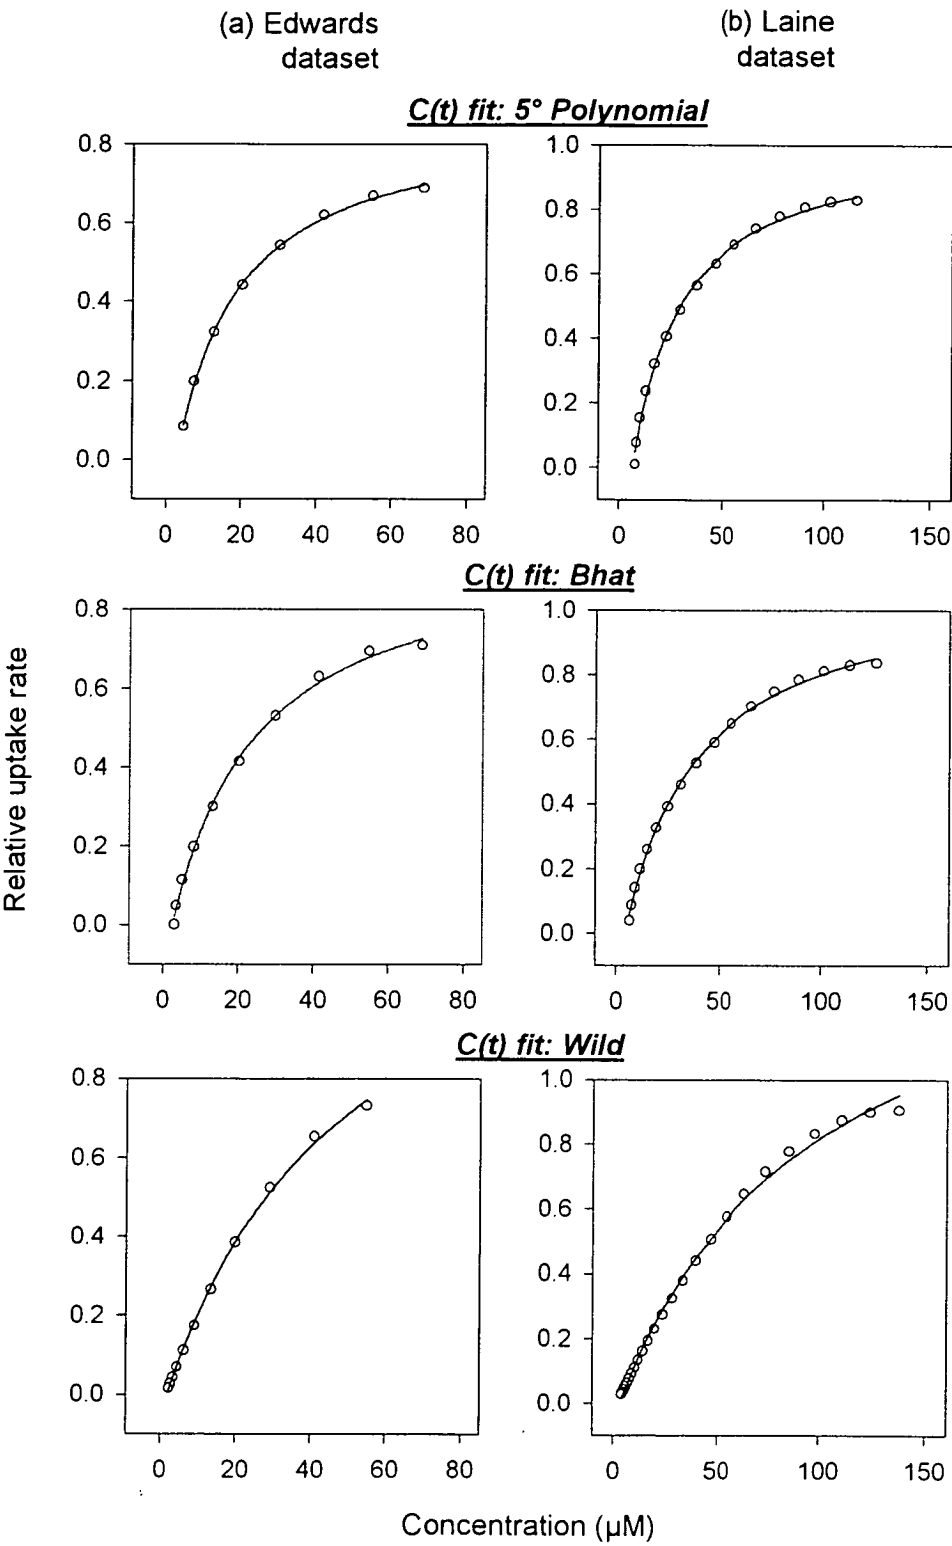 (a) Edwards
dataset
(b) Laine
dataset
C(t) fit: 5° Polynomial
0.8
0.6
0.4
0.2
0.0
0 20 40 60 80
1.0
0.8
0.6
0.4
0.2
0.0
0 50 100 150
C(t) fit: Bhat
0.8
0.6
0.4
0.2
0.0
0 20 40 60 80
1.0
0.8
0.6
0.4
0.2
0.0
0 50 100 150
Relative uptake rate
C(t) fit: Wild
0.8
0.6
0.4
0.2
0.0
0 20 40 60 80
1.0
0.8
0.6
0.4
0.2
0.0
0 50 100 150
Concentration (µM)